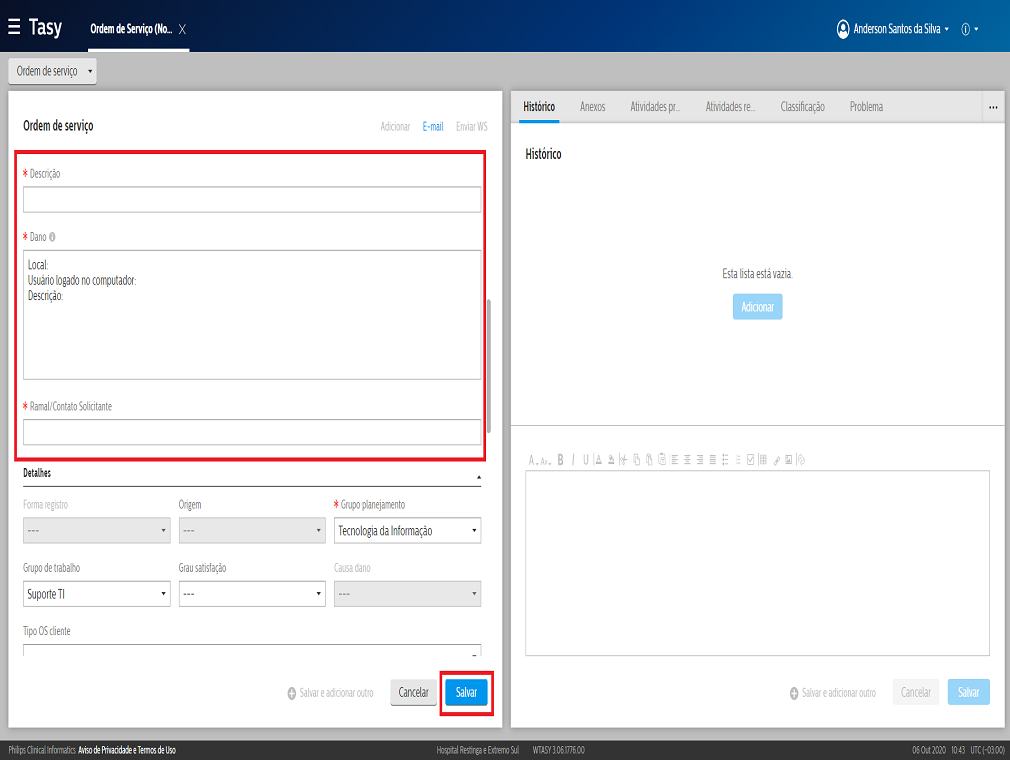 Tasy
Ordem de Serviço (No...
Anderson Santos da Silva
Ordem de serviço
Ordem de serviço
Adicionar E-mail Enviar WS
* Descrição
* Dano
Local:
Usuário logado no computador:
Descrição:
* Ramal/Contato Solicitante
Detalhes
Forma registro Origem * Grupo planejamento
--- --- Tecnologia da Informação
Grupo de trabalho Grau satisfação Causa dano
Suporte TI --- ---
Tipo OS cliente
Salvar e adicionar outro Cancelar Salvar
Histórico Anexos Atividades pr... Atividades re... Classificação Problema ...
Histórico
Esta lista está vazia.
Adicionar
Salvar e adicionar outro Cancelar Salvar
Philips Clinical Informatics Aviso de Privacidade e Termos de Uso
Hospital Restinga e Extremo Sul WTASY 3.06.1776.00
06 Out 2020 10:43 UTC (-03:00)